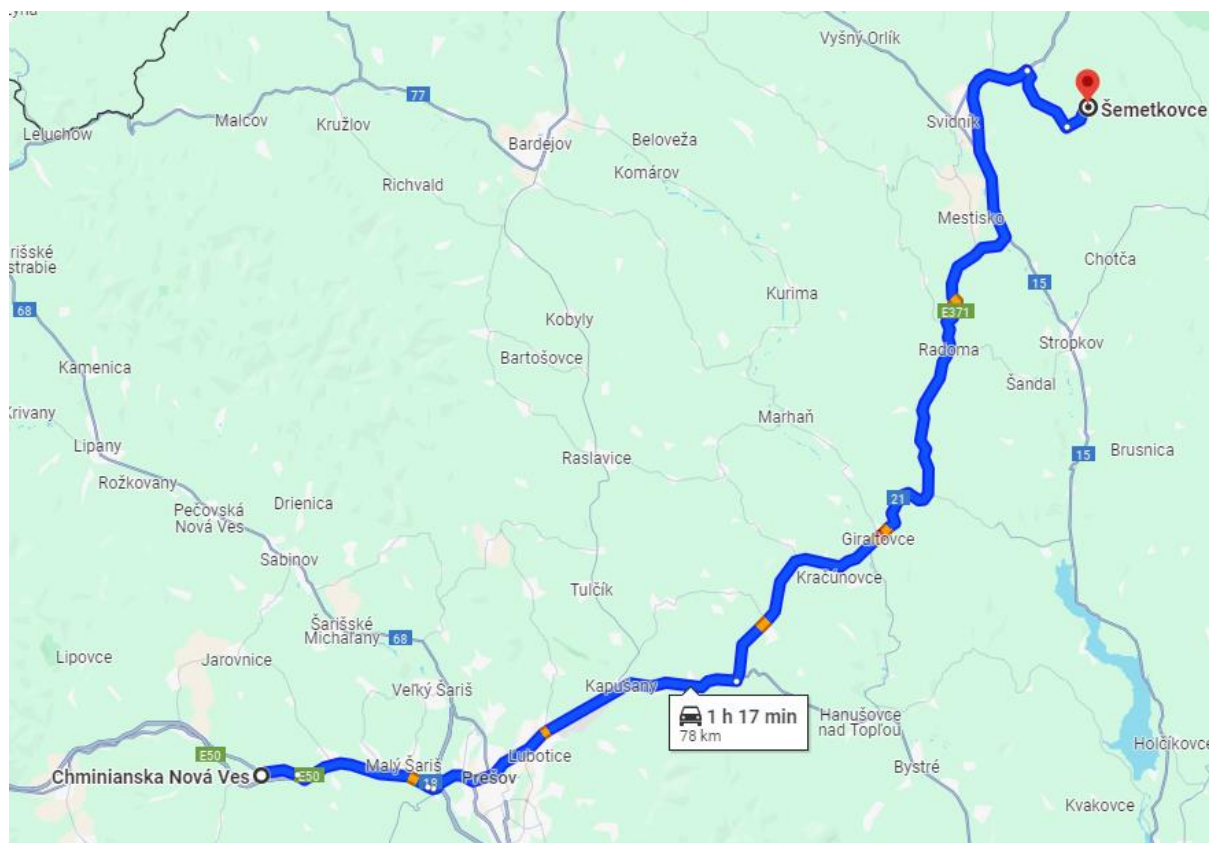 Vyšný Orlík
77
Malcov
Kružlov
Leluchow
Bardejov
Beloveža
Komárov
Richvald
Svidník
Šemetkovce
Mestisko
Chotča
15
Kurima
68
Kobyly
E371
Bartošovce
Radoma
Stropkov
Kamenica
Šandal
Marhaň
Lipany
Raslavice
15
Brusnica
Rožkovany
Drienica
Pečovská
Nová Ves
21
Sabinov
Giraltovce
Kračúnovce
Tulčík
Šarišské
Michaľany
68
Lipovce
Jarovnice
Veľký Šariš
Kapušany
1 h 17 min
78 km
Hanušovce
nad Topľou
Holčíkovce
E50
Ľubotice
Malý Šariš
Chminianska Nová Ves
E50
18
Prešov
Bystré
Kvakovce